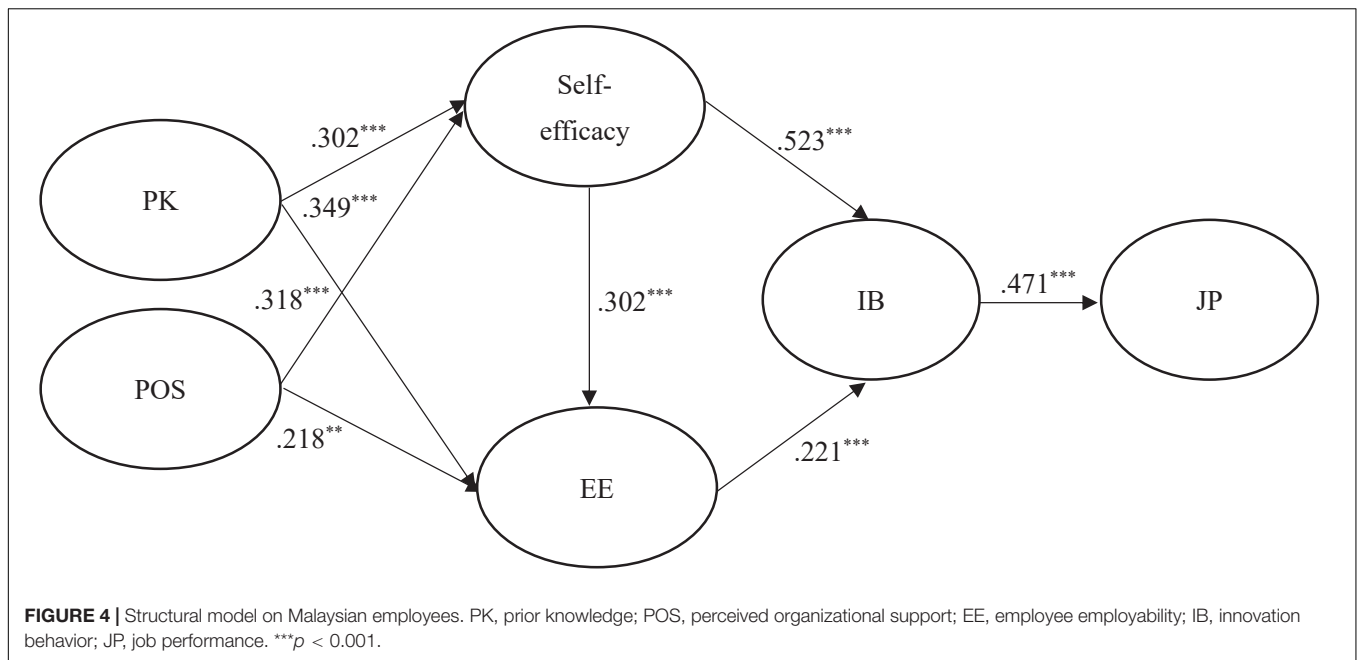 Self-
efficacy
.302***
.523***
PK
.349***
.318***
.302***
IB
.471***
JP
POS
.218**
.221***
EE
FIGURE 4 | Structural model on Malaysian employees. PK, prior knowledge; POS, perceived organizational support; EE, employee employability; IB, innovation
behavior; JP, job performance. ***p < 0.001.